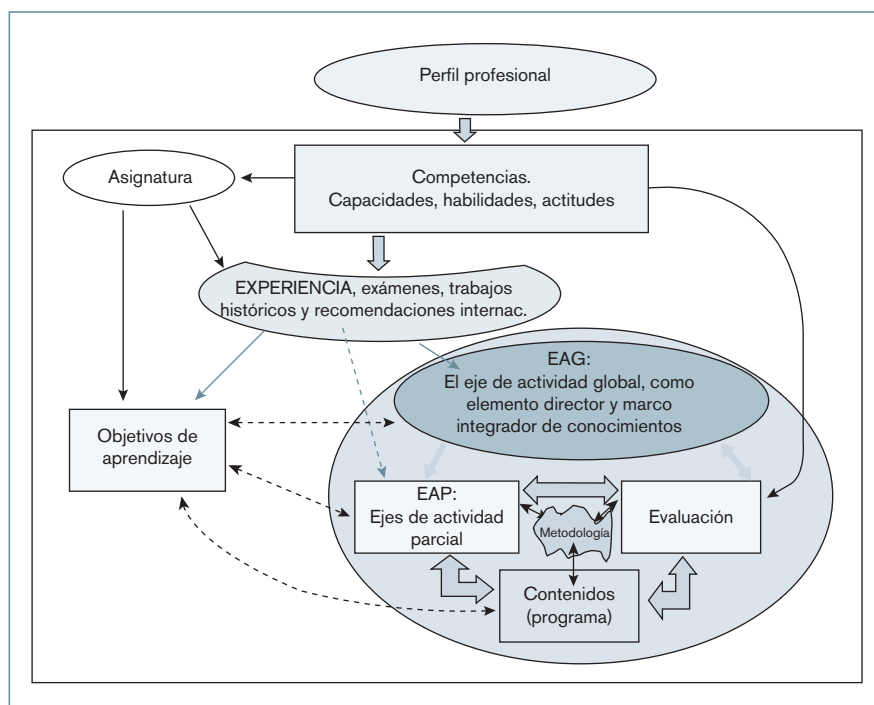 Perfil profesional
Asignatura
Competencias.
Capacidades, habilidades, actitudes
EXPERIENCIA, exámenes, trabajos
históricos y recomendaciones internac.
EAG:
El eje de actividad global, como
elemento director y marco
integrador de conocimientos
Objetivos de
aprendizaje
EAP:
Ejes de actividad
parcial
Metodología
Evaluación
Contenidos
(programa)